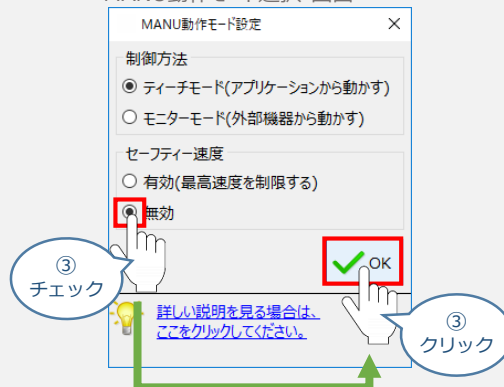 MANU動作モード設定
制御方法
ティーチモード(アプリケーションから動かす)
モニターモード(外部機器から動かす)
セーフティー速度
有効(最高速度を制限する)
無効
OK
③
チェック
詳しい説明を見る場合は、
ここをクリックしてください。
③
クリック